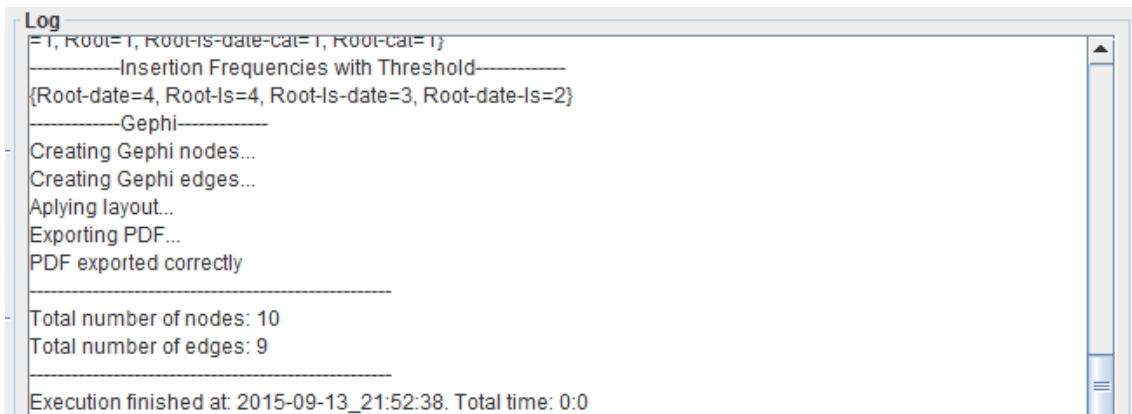 Log
=1, Root=1, Root-ls-date-cat=1, Root-cat=1}
-------------Insertion Frequencies with Threshold-------------
{Root-date=4, Root-ls=4, Root-ls-date=3, Root-date-ls=2}
-------------Gephi-------------
Creating Gephi nodes...
Creating Gephi edges...
Aplying layout...
Exporting PDF...
PDF exported correctly
----------------------------------------------------
Total number of nodes: 10
Total number of edges: 9
----------------------------------------------------
Execution finished at: 2015-09-13_21:52:38. Total time: 0:0